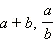 a + b, a/b